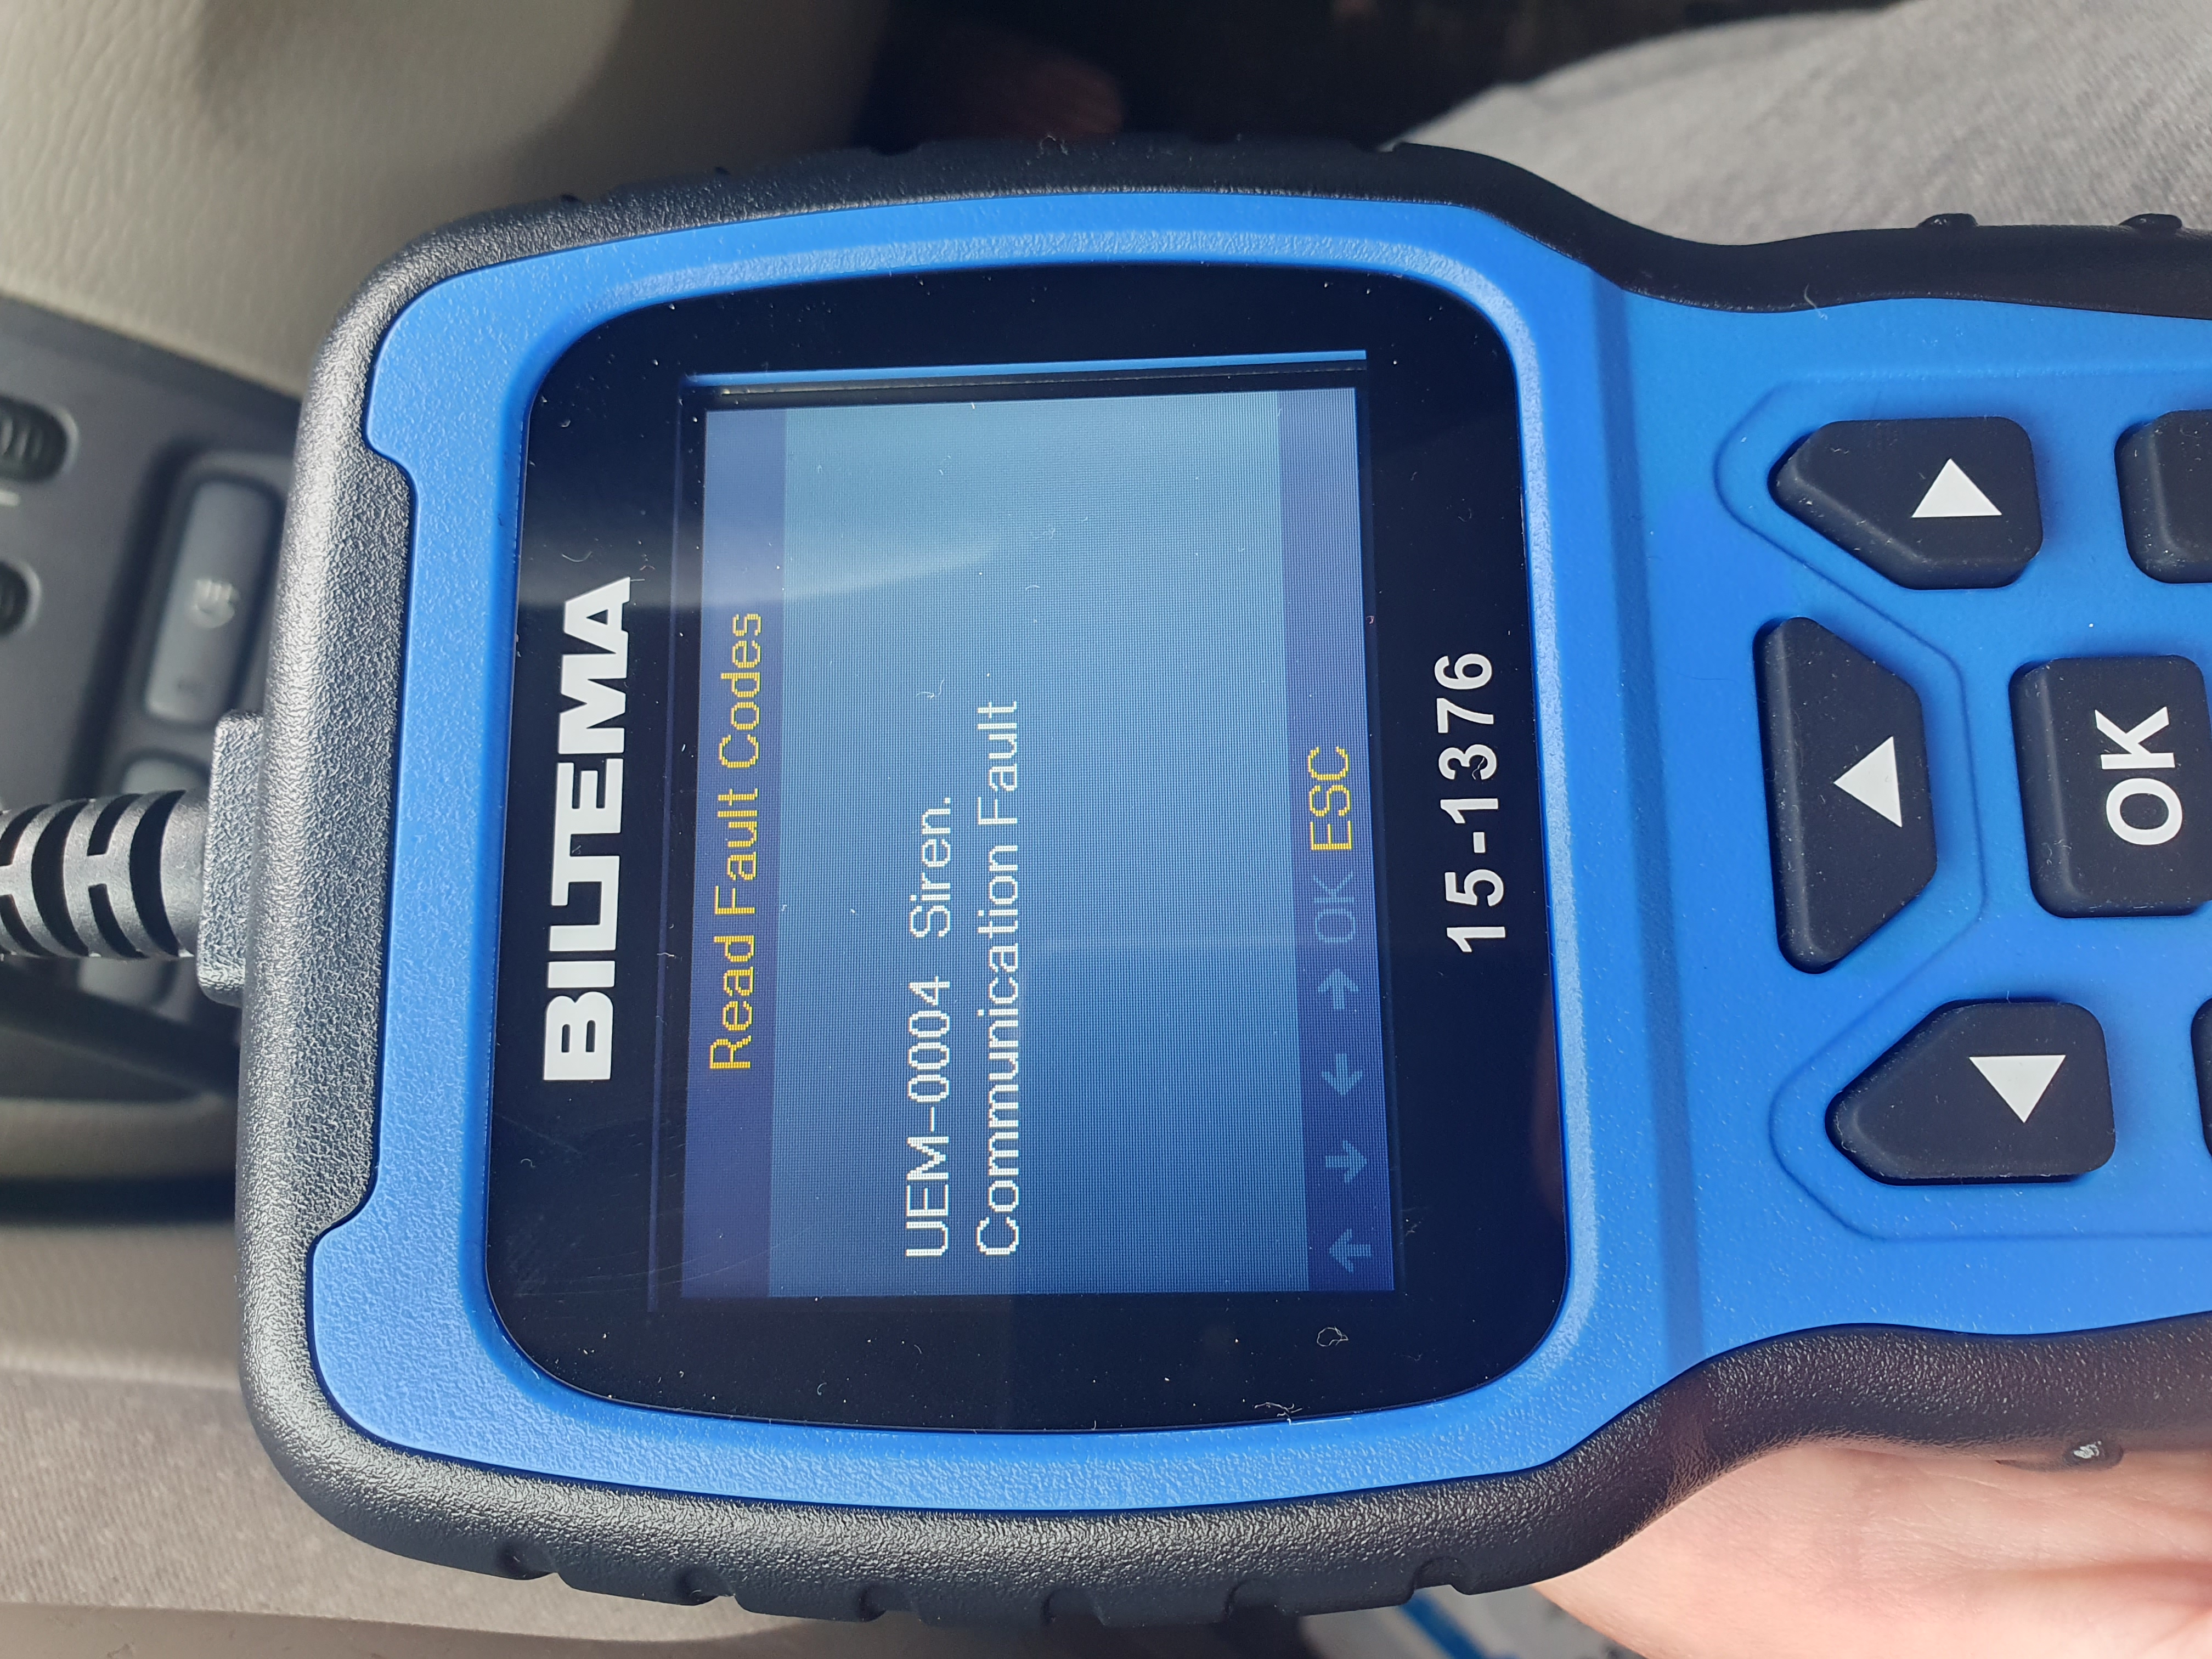 BILTEMA
Read Fault Codes
UEM-0004 Siren.
Communication Fault
OK ESC
15-1376
OK